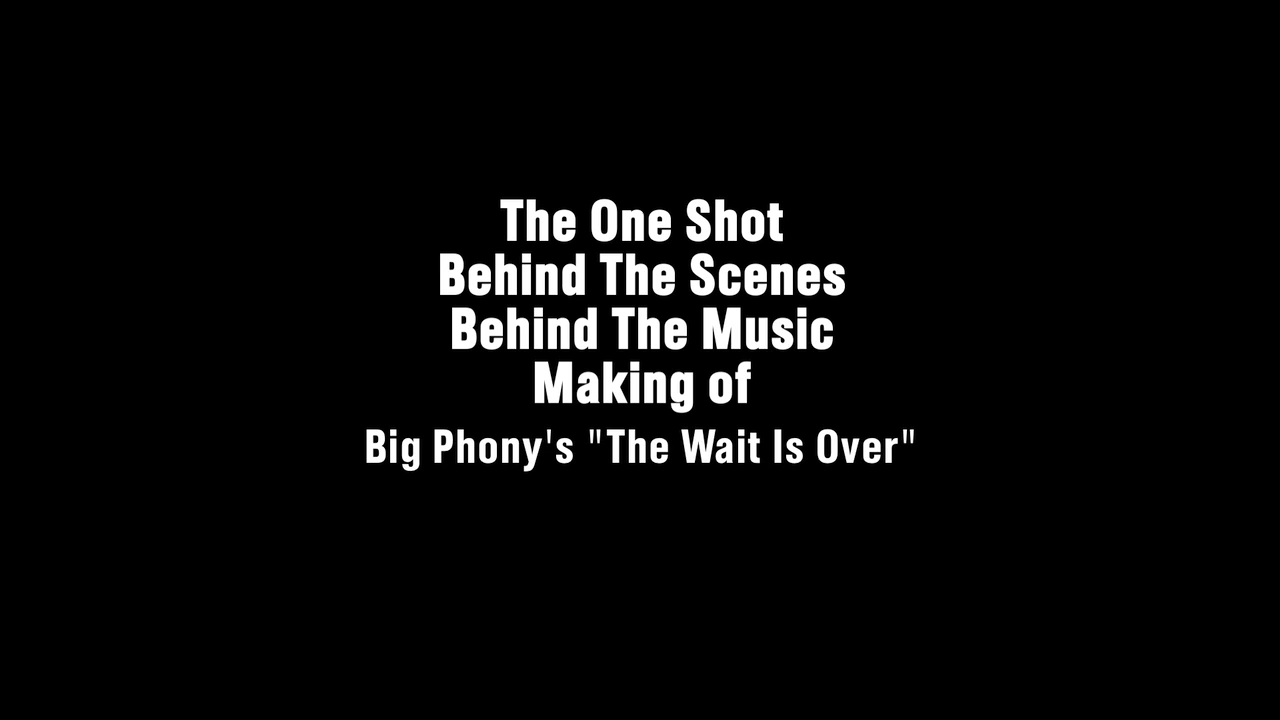 The One Shot
Behind The Scenes
Behind The Music
Making of
Big Phony's "The Wait Is Over"